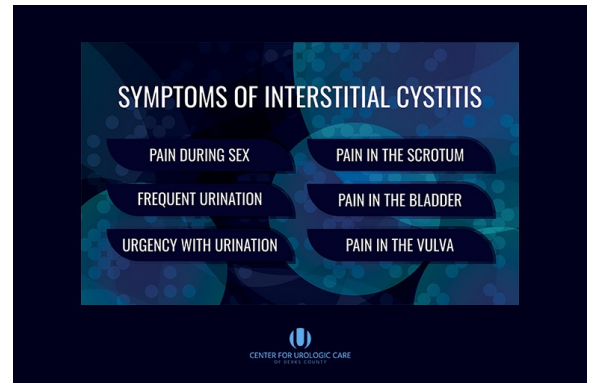 SYMPTOMS OF INTERSTITIAL CYSTITIS
PAIN DURING SEX
PAIN IN THE SCROTUM
FREQUENT URINATION
PAIN IN THE BLADDER
URGENCY WITH URINATION
PAIN IN THE VULVA
CENTER FOR UROLOGIC CARE
OF BERKS COUNTY